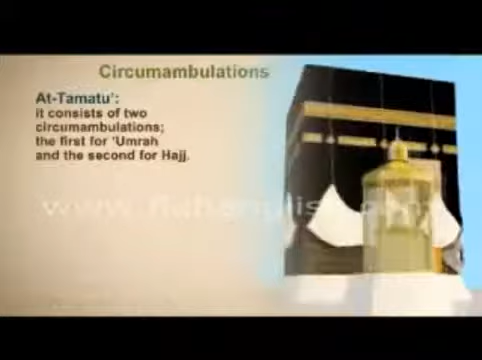 Circumambulations
At-Tamatu':
it consists of two
circumambulations;
the first for 'Umrah
and the second for Hajj.